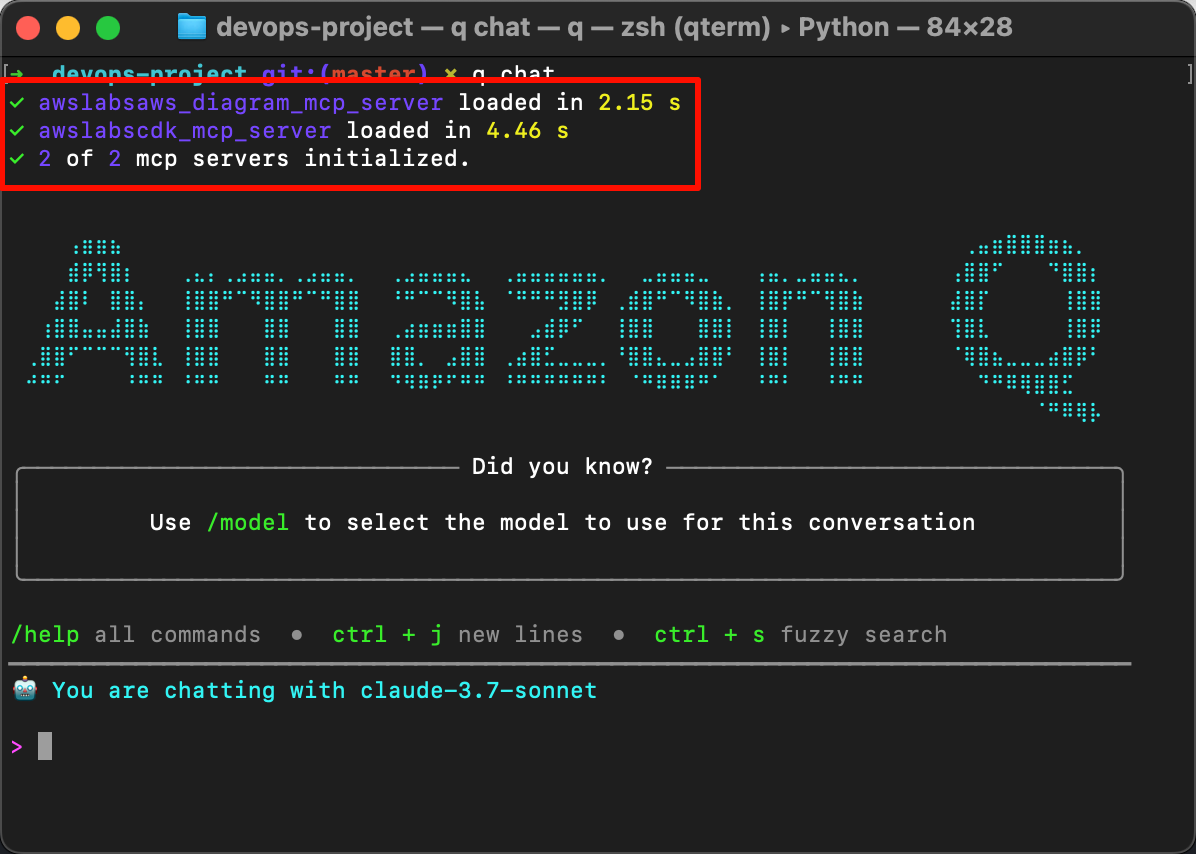 devops-project — q chat — q — zsh (qterm) ▸ Python — 84×28
[➜  devops-project git:(master) ✗ q chat ]
✓ awslabsaws_diagram_mcp_server loaded in 2.15 s
✓ awslabscdk_mcp_server loaded in 4.46 s
✓ 2 of 2 mcp servers initialized.
Amazon Q
Did you know?
Use /model to select the model to use for this conversation
/help all commands • ctrl + j new lines • ctrl + s fuzzy search
🤖 You are chatting with claude-3.7-sonnet
>